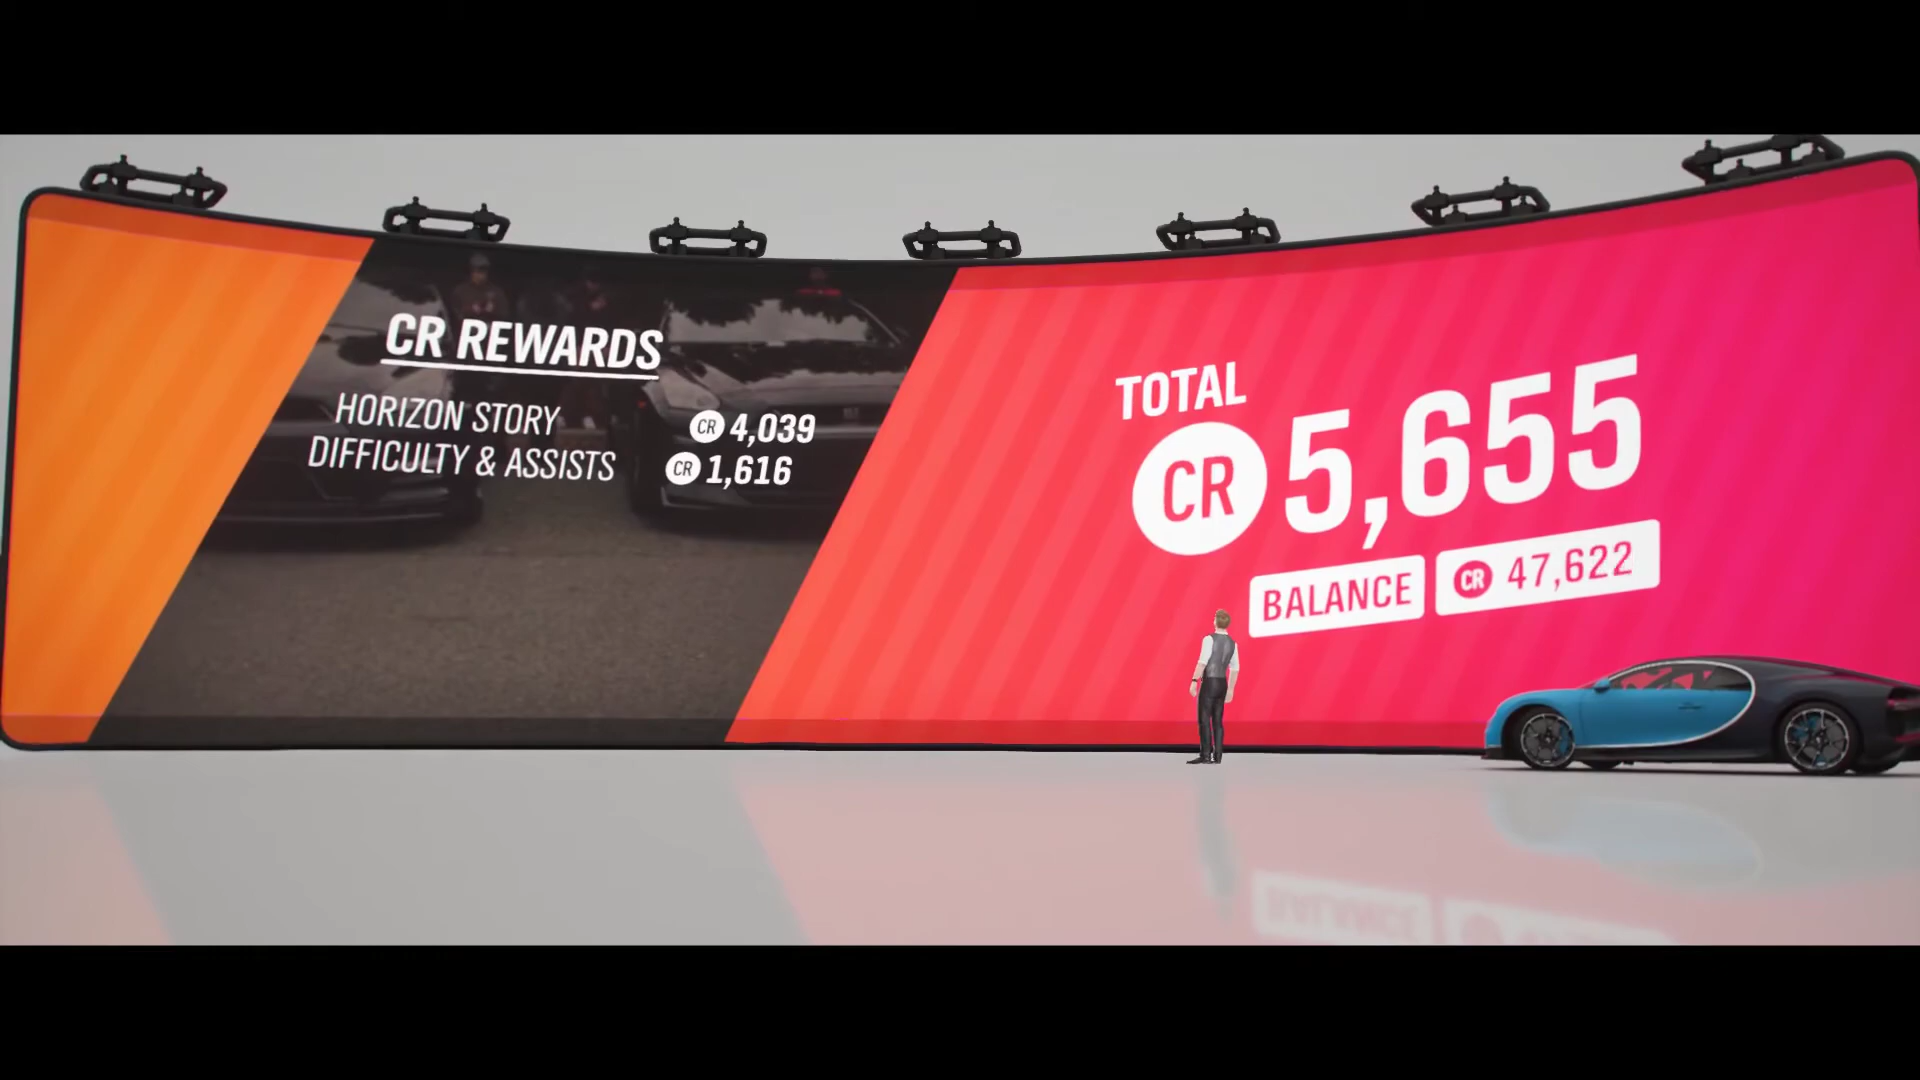 CR REWARDS
HORIZON STORY CR 4,039
DIFFICULTY & ASSISTS CR 1,616
TOTAL
CR 5,655
BALANCE CR 47,622